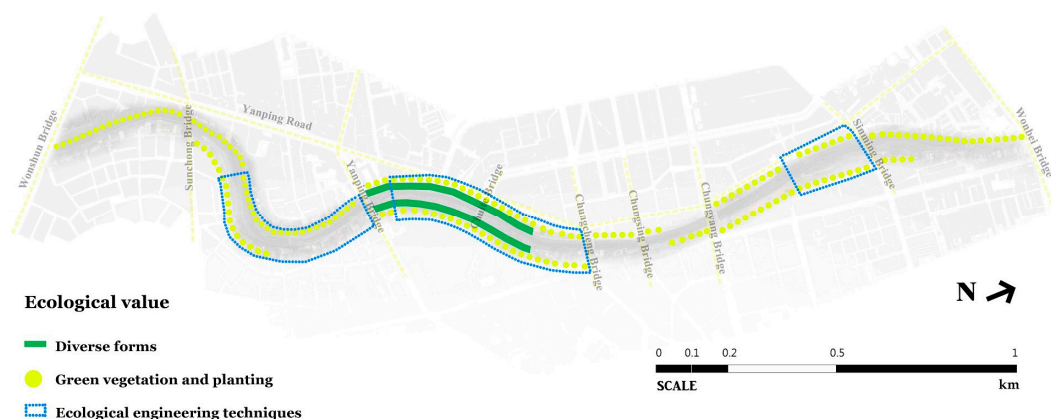 Wonshun Bridge
Sunchong Bridge
Yanping Road
Yanping Bridge
Bridge
Chungcheng Bridge
Chungsing Bridge
Chungyang Bridge
Sinming Bridge
Wonhei Bridge
Ecological value
Diverse forms
Green vegetation and planting
Ecological engineering techniques
N
0 0.1 0.2 0.5 1
SCALE km